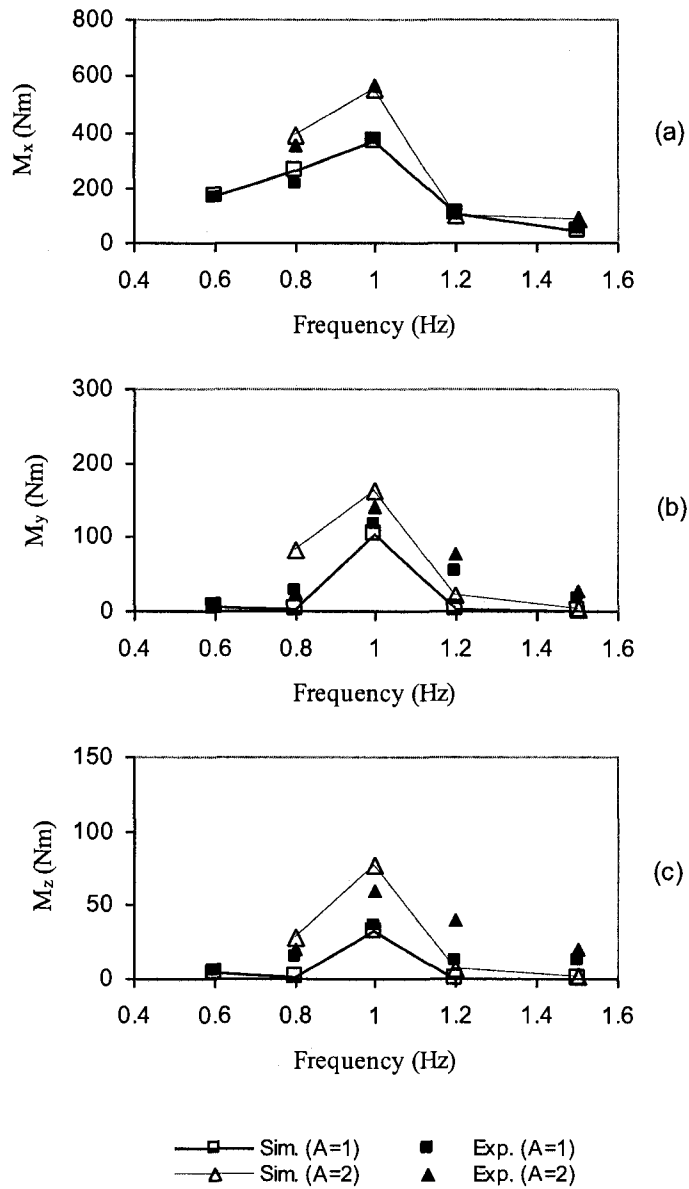 800
600
400
200
0
M_x (Nm)
0.4 0.6 0.8 1 1.2 1.4 1.6
Frequency (Hz)
(a)
300
200
100
0
M_y (Nm)
0.4 0.6 0.8 1 1.2 1.4 1.6
Frequency (Hz)
(b)
150
100
50
0
M_z (Nm)
0.4 0.6 0.8 1 1.2 1.4 1.6
Frequency (Hz)
(c)
Sim. (A=1) Exp. (A=1)
Sim. (A=2) Exp. (A=2)